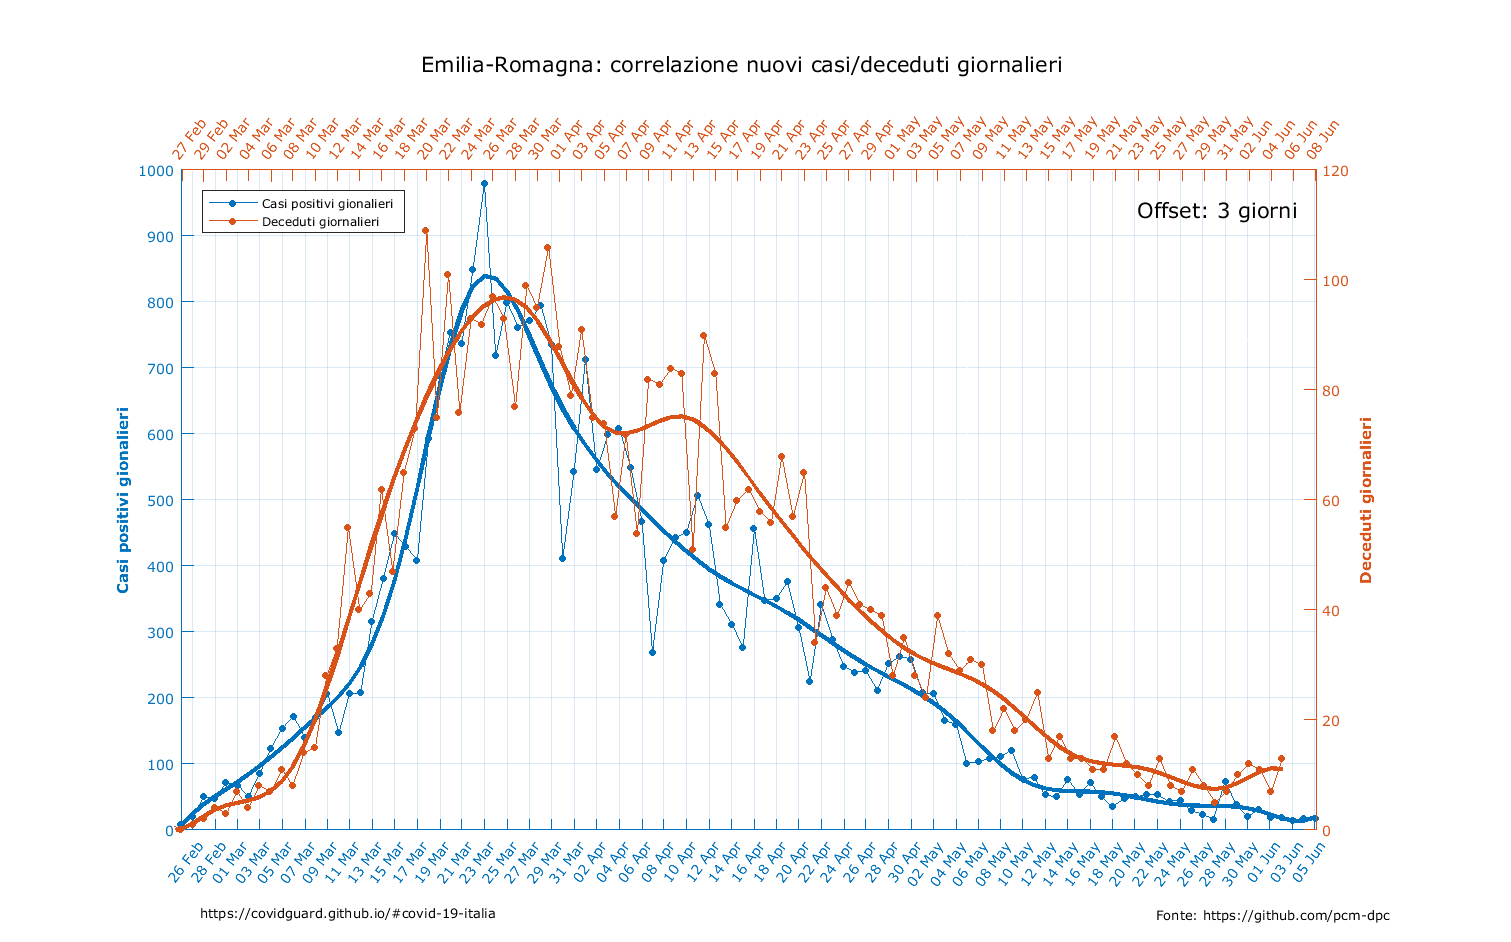 Emilia-Romagna: correlazione nuovi casi/deceduti giornalieri
27 Feb 29 Feb 02 Mar 04 Mar 06 Mar 08 Mar 10 Mar 12 Mar 14 Mar 16 Mar 18 Mar 20 Mar 22 Mar 24 Mar 26 Mar 28 Mar 30 Mar 01 Apr 03 Apr 05 Apr 07 Apr 09 Apr 11 Apr 13 Apr 15 Apr 17 Apr 19 Apr 21 Apr 23 Apr 25 Apr 27 Apr 29 Apr 01 May 03 May 05 May 07 May 09 May 11 May 13 May 15 May 17 May 19 May 21 May 23 May 25 May 27 May 29 May 31 May 02 Jun 04 Jun 06 Jun 08 Jun
Casi positivi gionalieri
Deceduti giornalieri
Offset: 3 giorni
1000
900
800
700
600
500
400
300
200
100
0
Casi positivi gionalieri
120
100
80
60
40
20
0
Deceduti giornalieri
26 Feb 28 Feb 01 Mar 03 Mar 05 Mar 07 Mar 09 Mar 11 Mar 13 Mar 15 Mar 17 Mar 19 Mar 21 Mar 23 Mar 25 Mar 27 Mar 29 Mar 31 Mar 02 Apr 04 Apr 06 Apr 08 Apr 10 Apr 12 Apr 14 Apr 16 Apr 18 Apr 20 Apr 22 Apr 24 Apr 26 Apr 28 Apr 30 Apr 02 May 04 May 06 May 08 May 10 May 12 May 14 May 16 May 18 May 20 May 22 May 24 May 26 May 28 May 30 May 01 Jun 03 Jun 05 Jun
https://covidguard.github.io/#covid-19-italia
Fonte: https://github.com/pcm-dpc